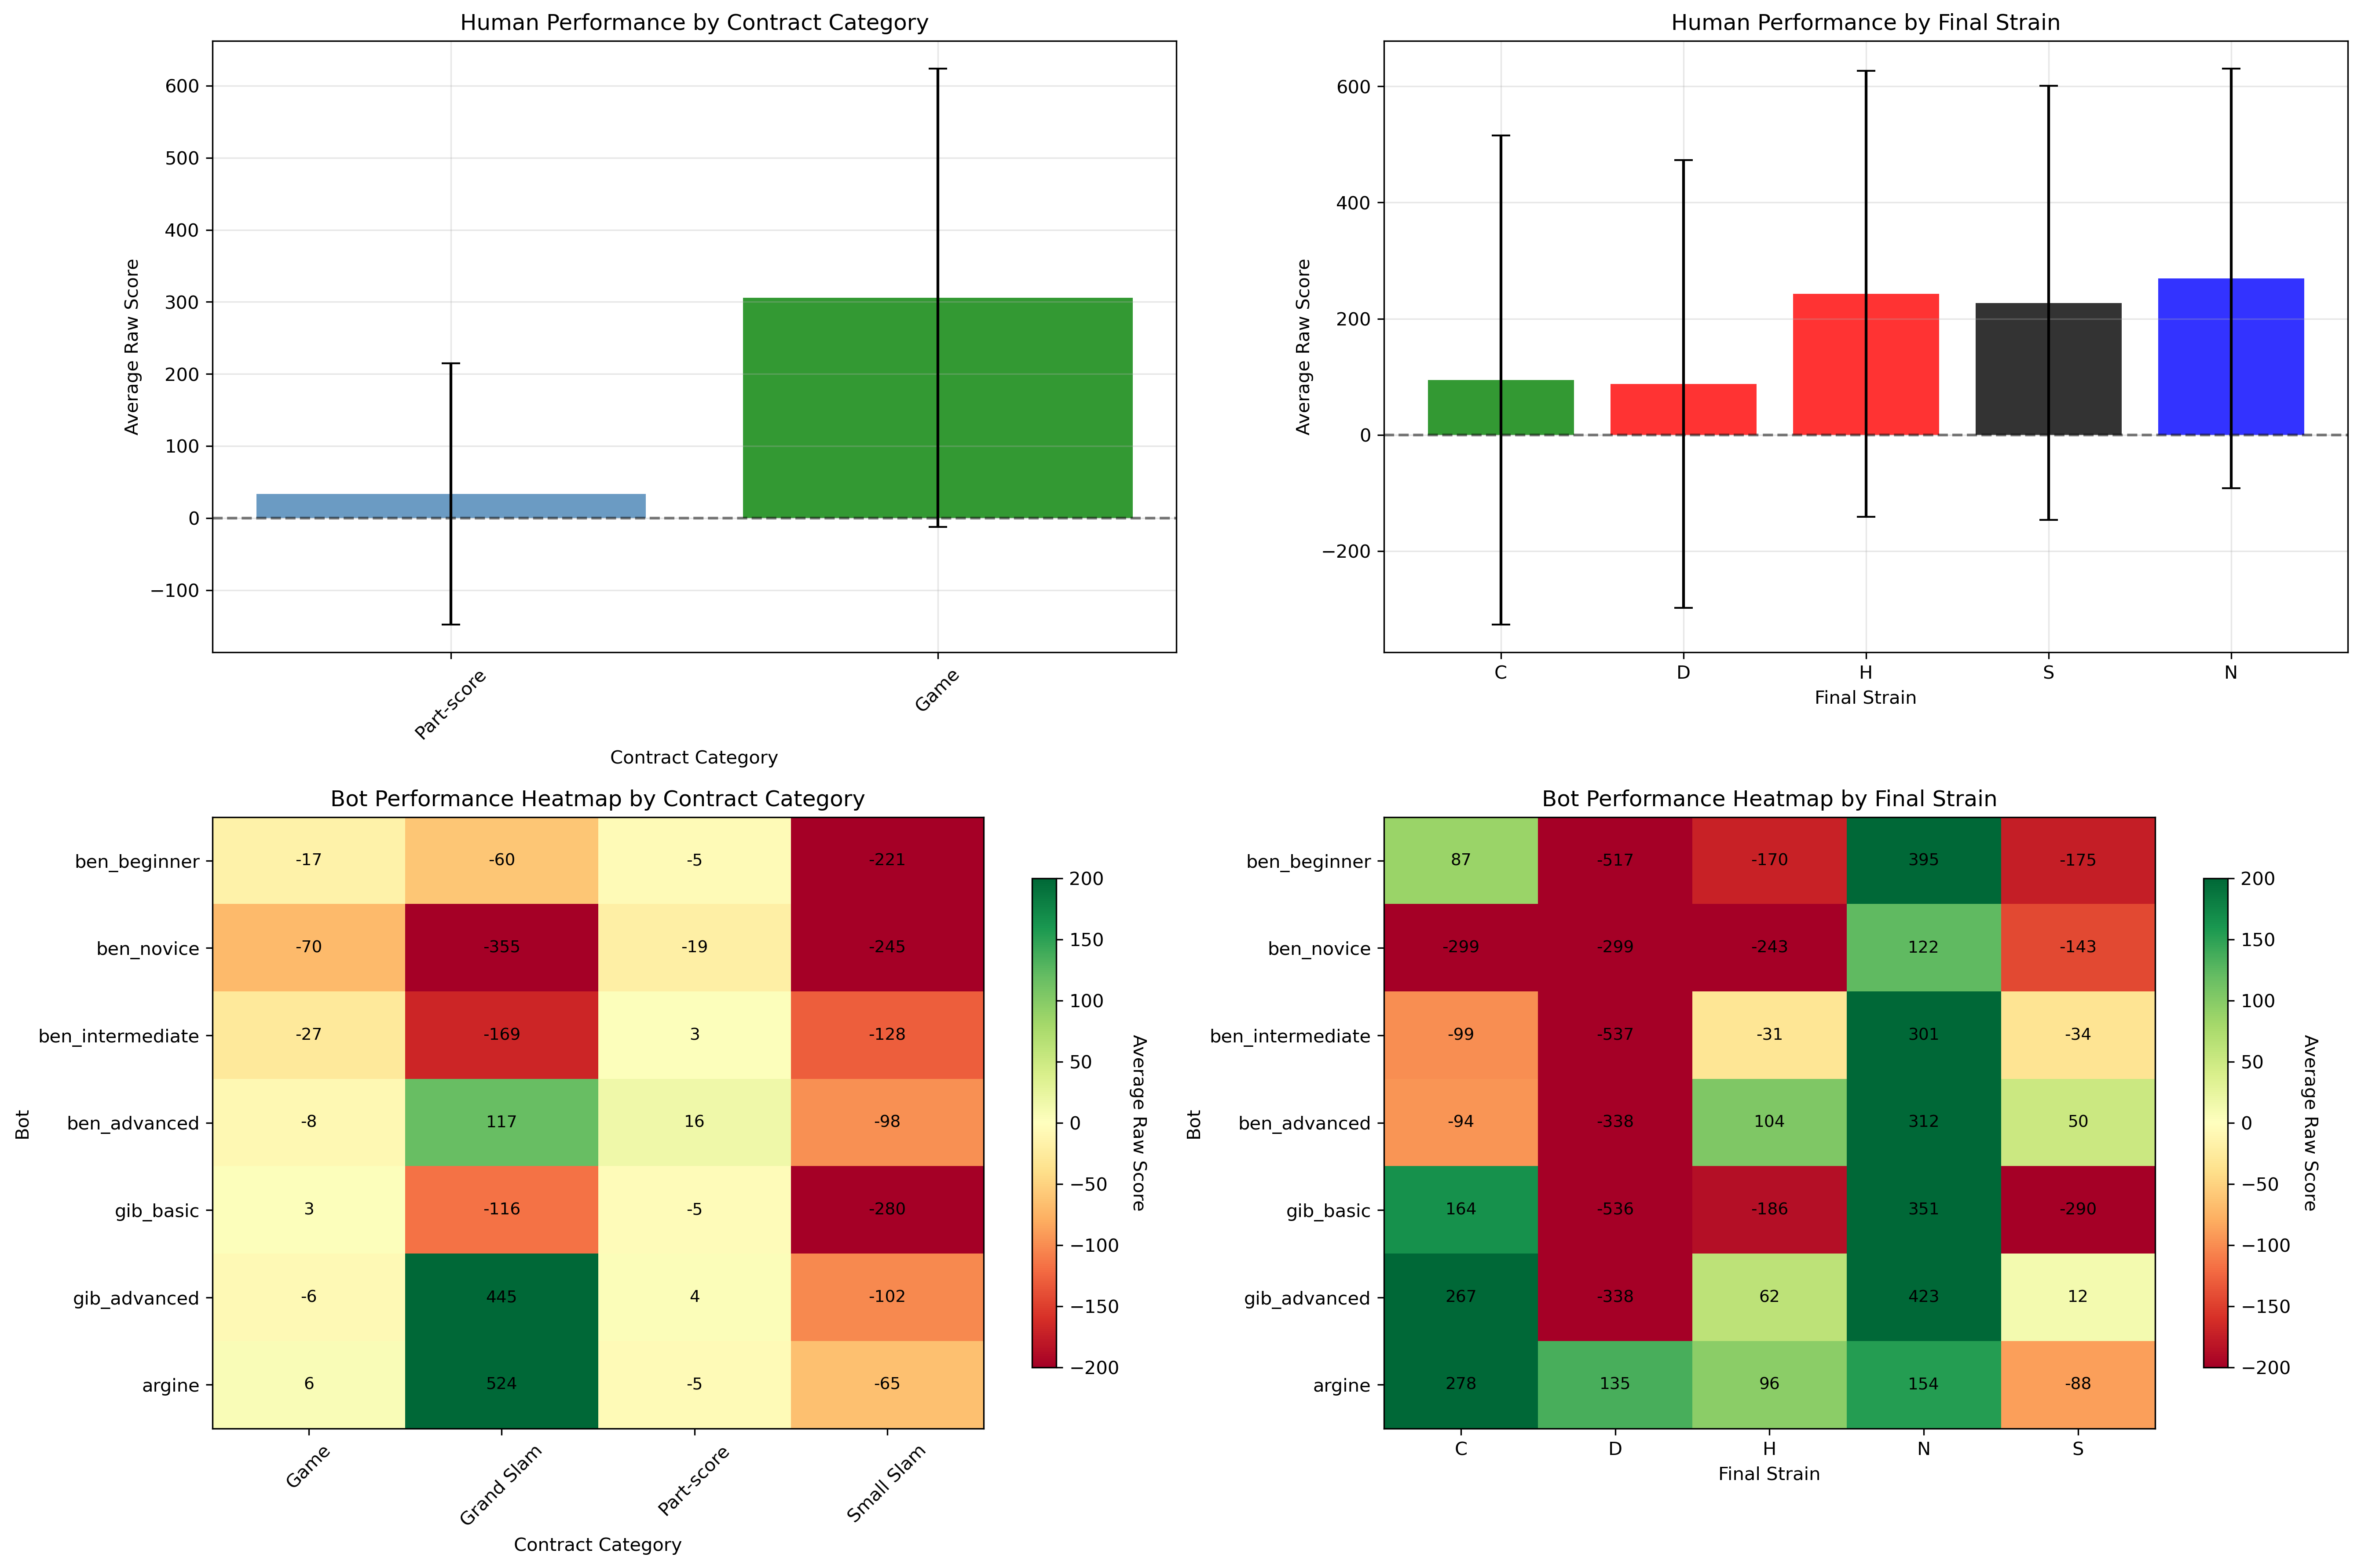 Human Performance by Contract Category
600
500
400
300
200
100
0
−100
Average Raw Score
Part-score
Game
Contract Category
Human Performance by Final Strain
600
400
200
0
−200
Average Raw Score
C D H S N
Final Strain
Bot Performance Heatmap by Contract Category
Bot
ben_beginner -17 -60 -5 -221
ben_novice -70 -355 -19 -245
ben_intermediate -27 -169 3 -128
ben_advanced -8 117 16 -98
gib_basic 3 -116 -5 -280
gib_advanced -6 445 4 -102
argine 6 524 -5 -65
Game Grand Slam Part-score Small Slam
Contract Category
200
150
100
50
0
−50
−100
−150
−200
Average Raw Score
Bot Performance Heatmap by Final Strain
Bot
ben_beginner 87 -517 -170 395 -175
ben_novice -299 -299 -243 122 -143
ben_intermediate -99 -537 -31 301 -34
ben_advanced -94 -338 104 312 50
gib_basic 164 -536 -186 351 -290
gib_advanced 267 -338 62 423 12
argine 278 135 96 154 -88
C D H N S
Final Strain
200
150
100
50
0
−50
−100
−150
−200
Average Raw Score